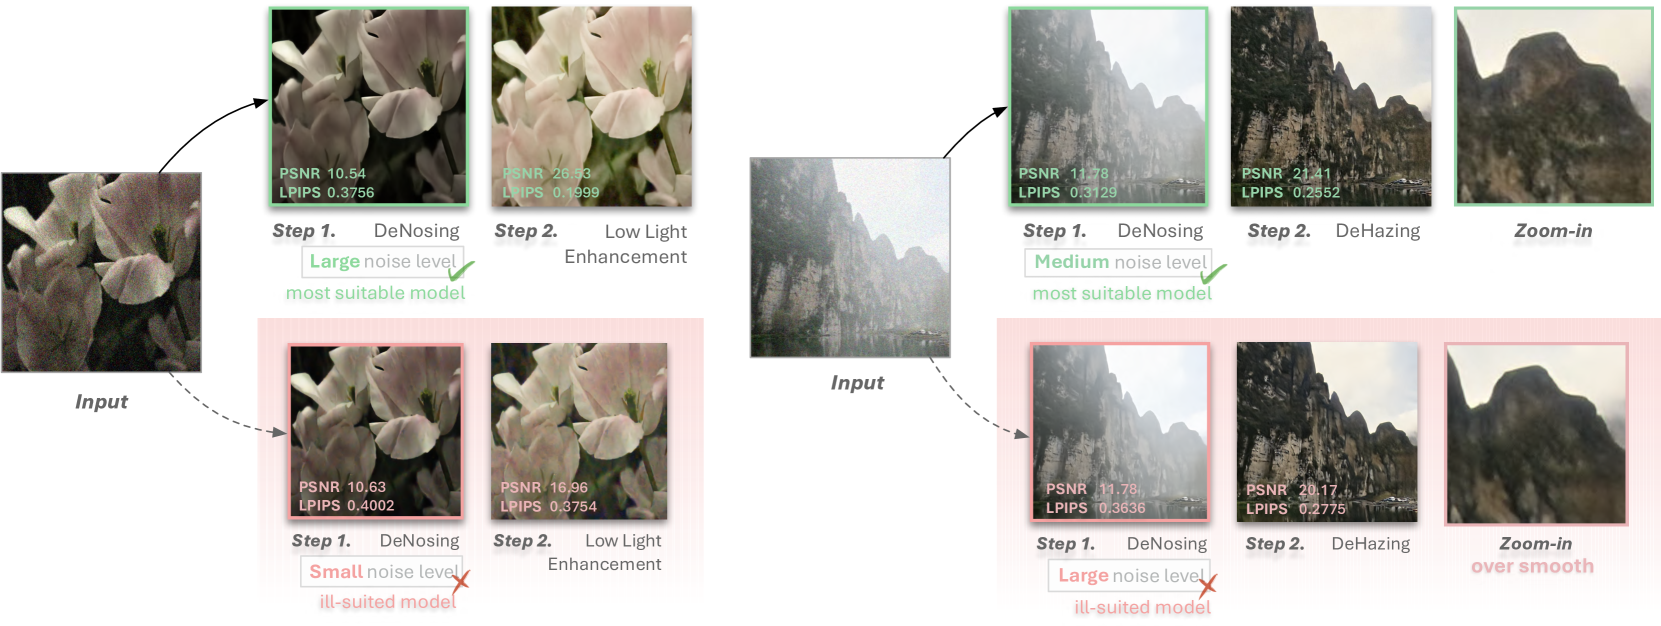 PSNR 10.54
LPIPS 0.3756
PSNR 26.53
LPIPS 0.1999
Step 1. DeNosing
Large noise level
most suitable model
Step 2. Low Light
Enhancement
Input
PSNR 10.63
LPIPS 0.4002
PSNR 16.96
LPIPS 0.3754
Step 1. DeNosing
Small noise level
ill-suited model
Step 2. Low Light
Enhancement
PSNR 11.78
LPIPS 0.3129
PSNR 21.41
LPIPS 0.2552
Step 1. DeNosing
Medium noise level
most suitable model
Step 2. DeHazing
Zoom-in
Input
PSNR 11.78
LPIPS 0.3636
PSNR 20.17
LPIPS 0.2775
Step 1. DeNosing
Large noise level
ill-suited model
Step 2. DeHazing
Zoom-in
over smooth